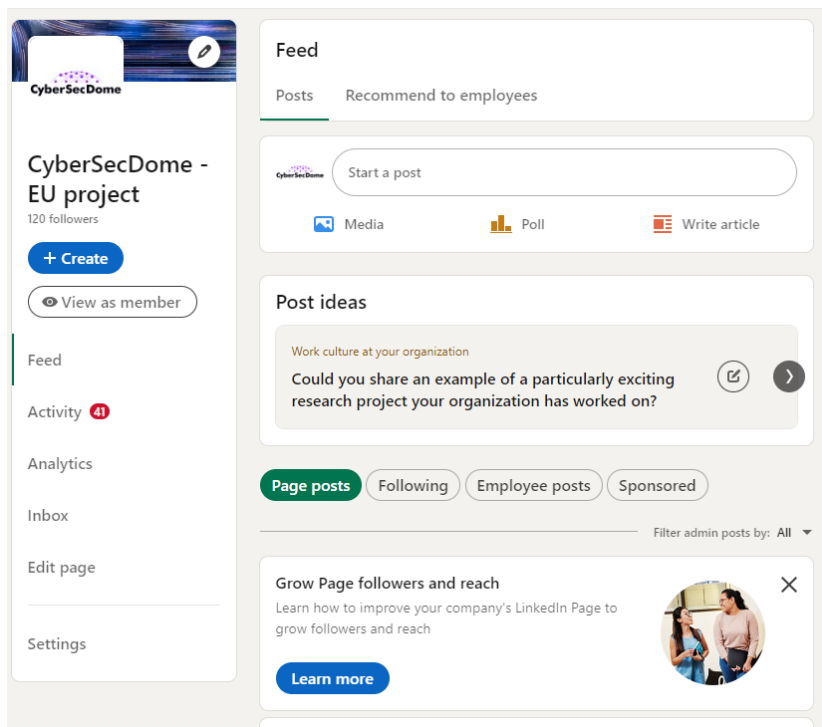 CyberSecDome
CyberSecDome -
EU project
120 followers
+ Create
View as member
Feed
Activity 41
Analytics
Inbox
Edit page
Settings
Feed
Posts Recommend to employees
CyberSecDome
Start a post
Media Poll Write article
Post ideas
Work culture at your organization
Could you share an example of a particularly exciting
research project your organization has worked on?
Page posts Following Employee posts Sponsored
Filter admin posts by: All
Grow Page followers and reach
Learn how to improve your company's LinkedIn Page to
grow followers and reach
Learn more